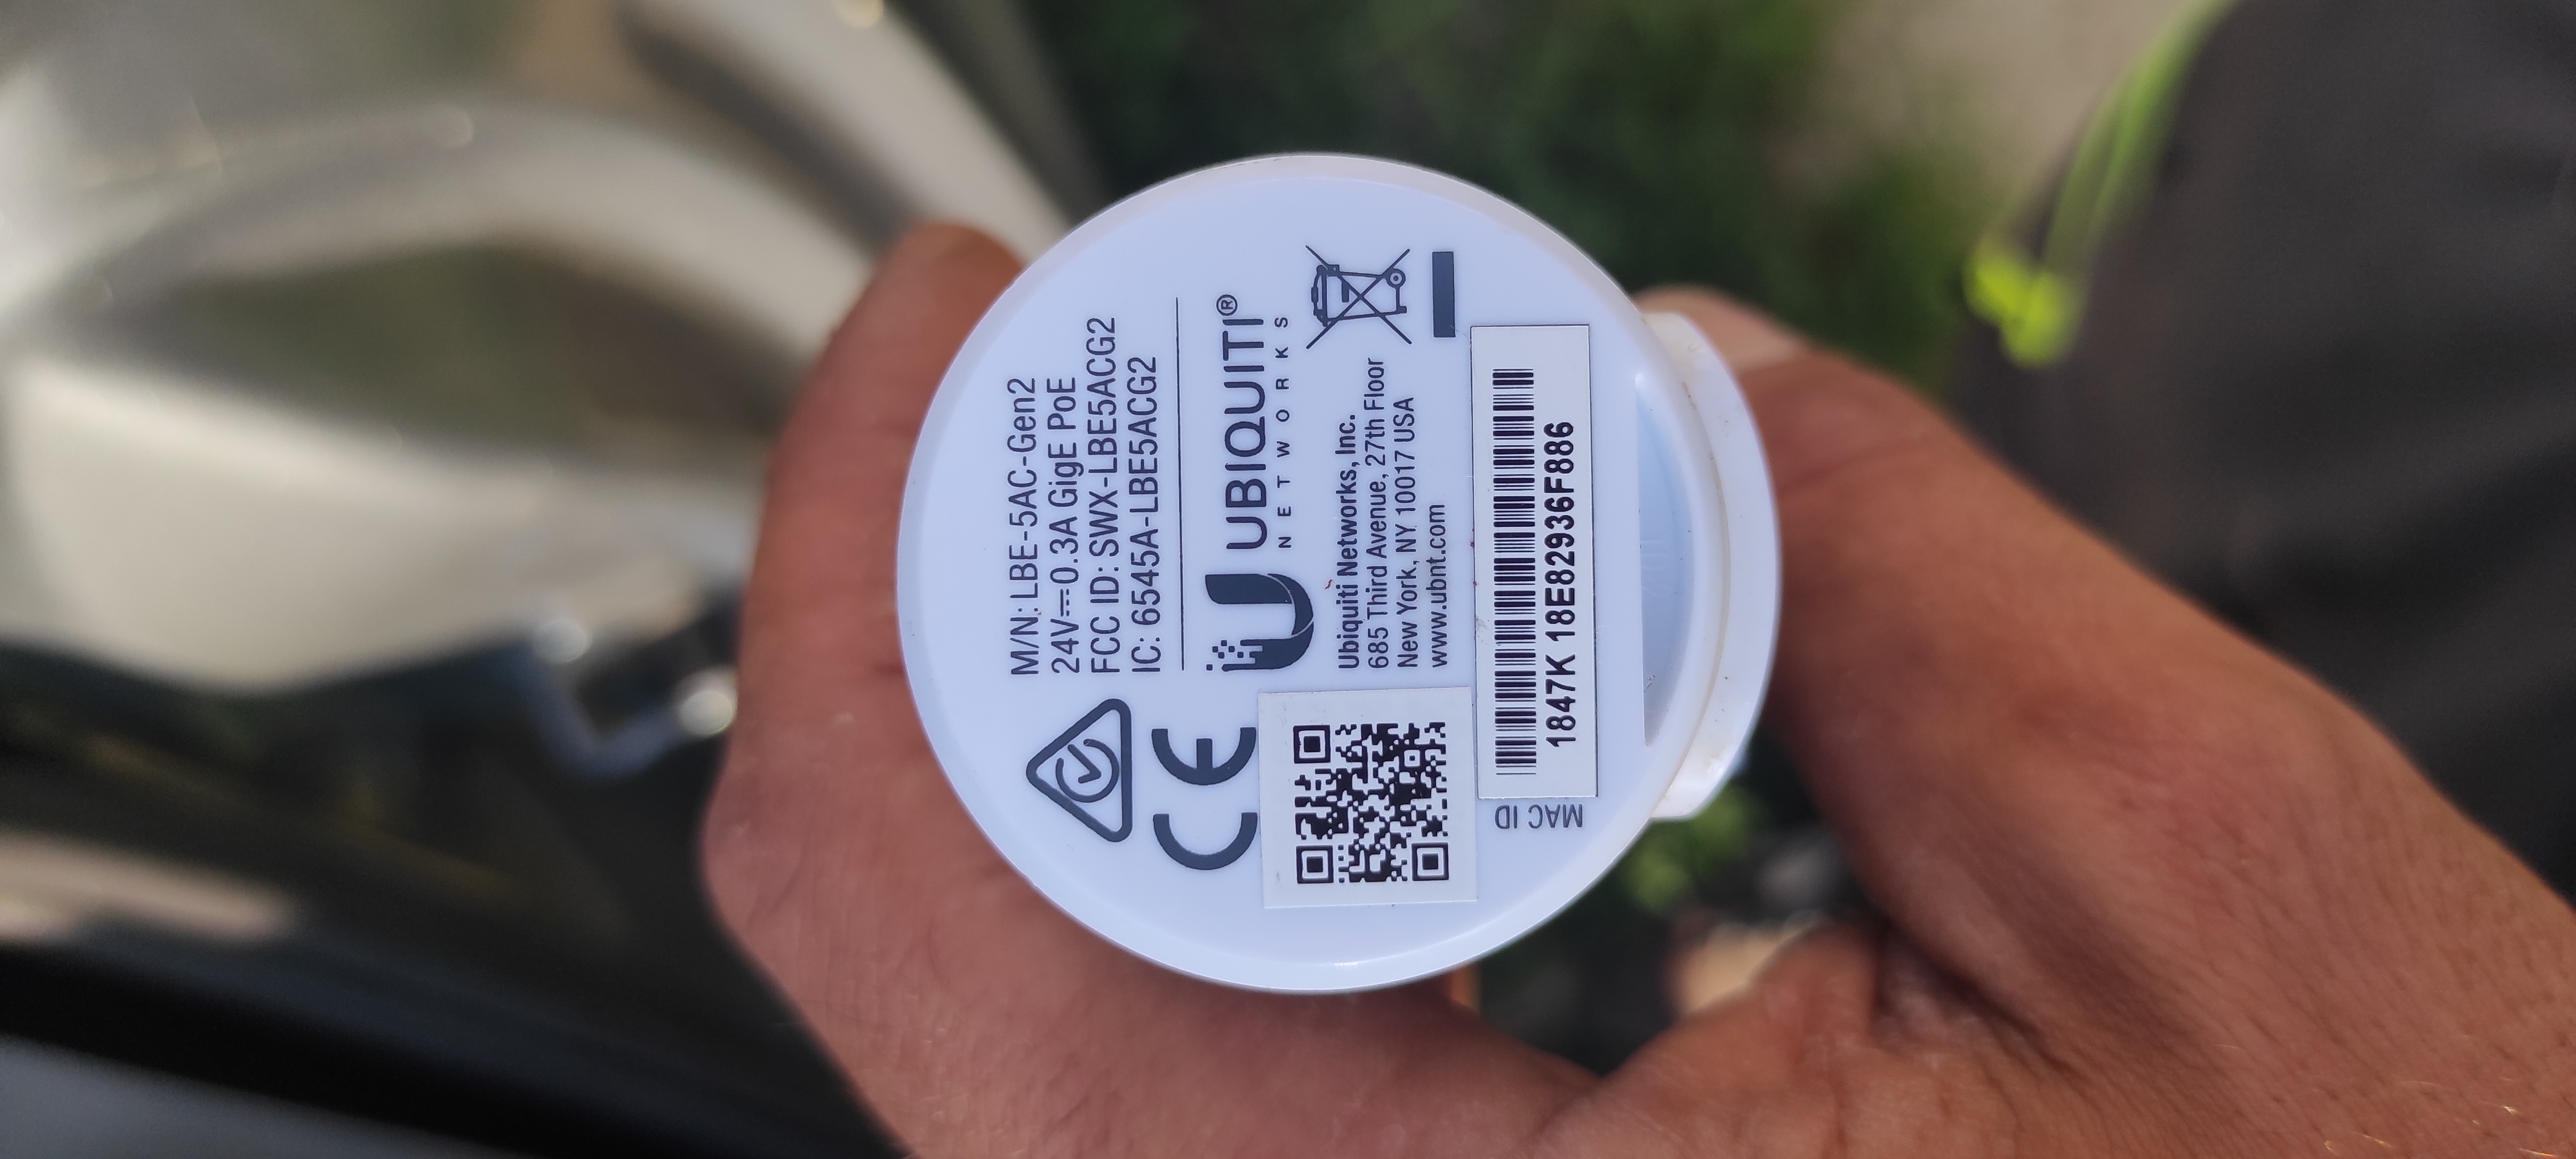 M/N: LBE-5AC-Gen2
24V⎓0.3A GigE PoE
FCC ID: SWX-LBE5ACG2
IC: 6545A-LBE5ACG2
UBIQUITI®
NETWORKS
Ubiquiti Networks, Inc.
685 Third Avenue, 27th Floor
New York, NY 10017 USA
www.ubnt.com
CE
1847K 18E82936F886
MAC ID